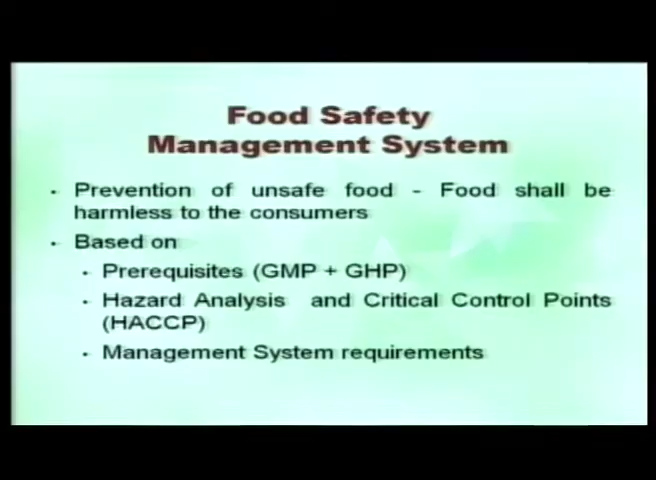 Food Safety
Management System
• Prevention of unsafe food - Food shall be
harmless to the consumers
• Based on
• Prerequisites (GMP + GHP)
• Hazard Analysis and Critical Control Points
(HACCP)
• Management System requirements